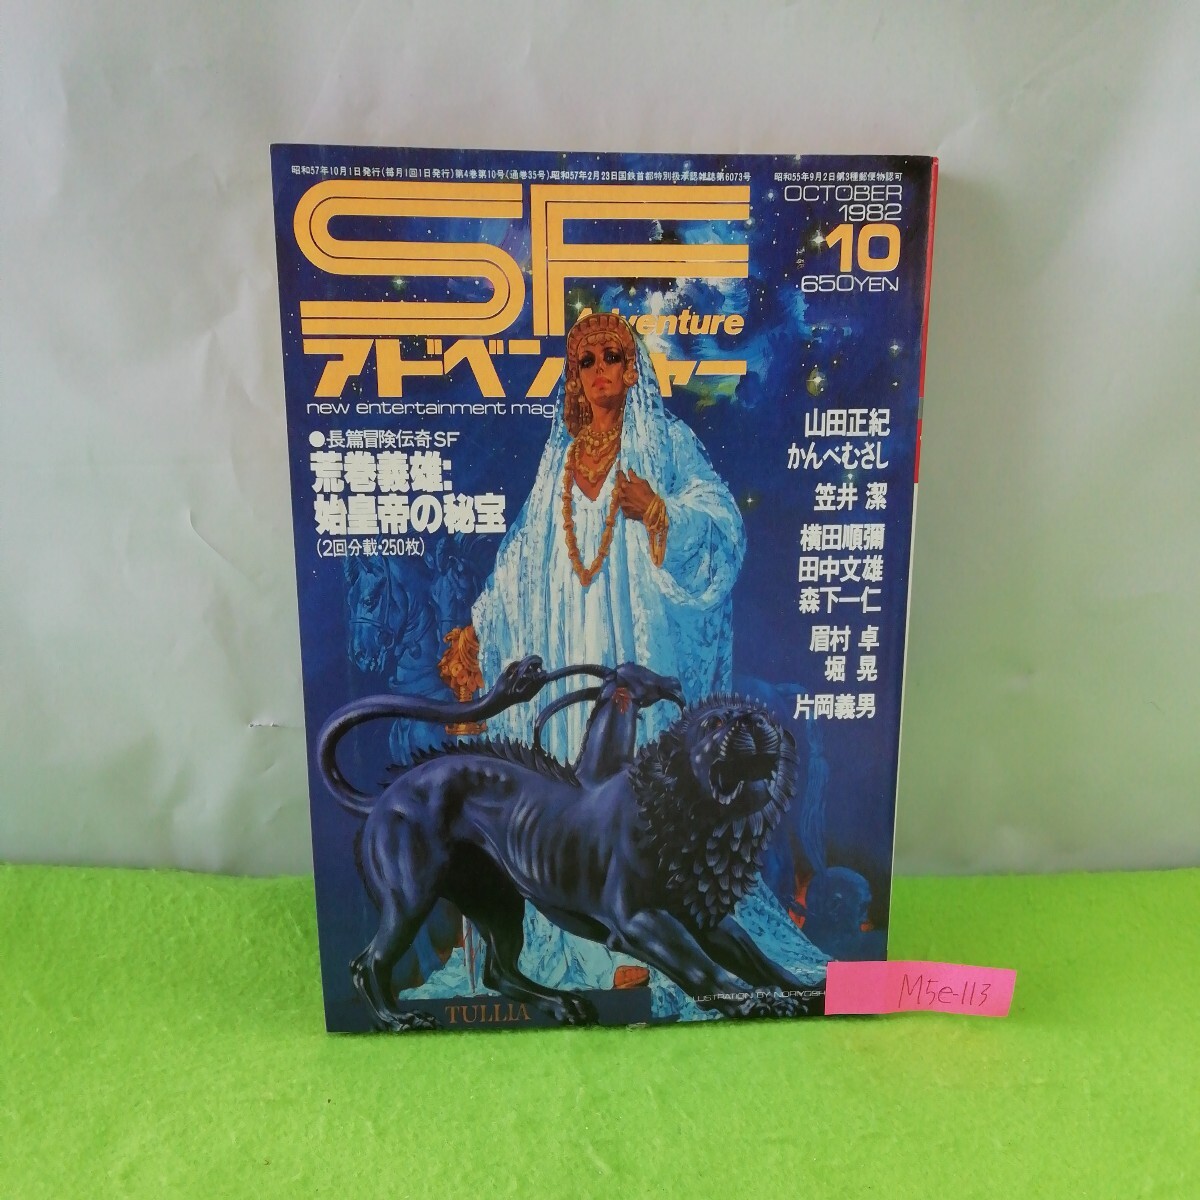 昭和57年10月1日発行(毎月1回1日発行)第4巻第10号(通巻35号)昭和57年2月23日国鉄首都特別扱承認雑誌第6073号
昭和55年9月2日第3種郵便物認可
OCTOBER
1982
10
650YEN
SF
Adventure
アドベンチャー
new entertainment mag
●長篇冒険伝奇SF
荒巻義雄:
始皇帝の秘宝
(2回分載・250枚)
山田正紀
かんべむさし
笠井 潔
横田順彌
田中文雄
森下一仁
眉村 卓
堀 晃
片岡義男
TULLIA
ILLUSTRATION BY
M5e-113